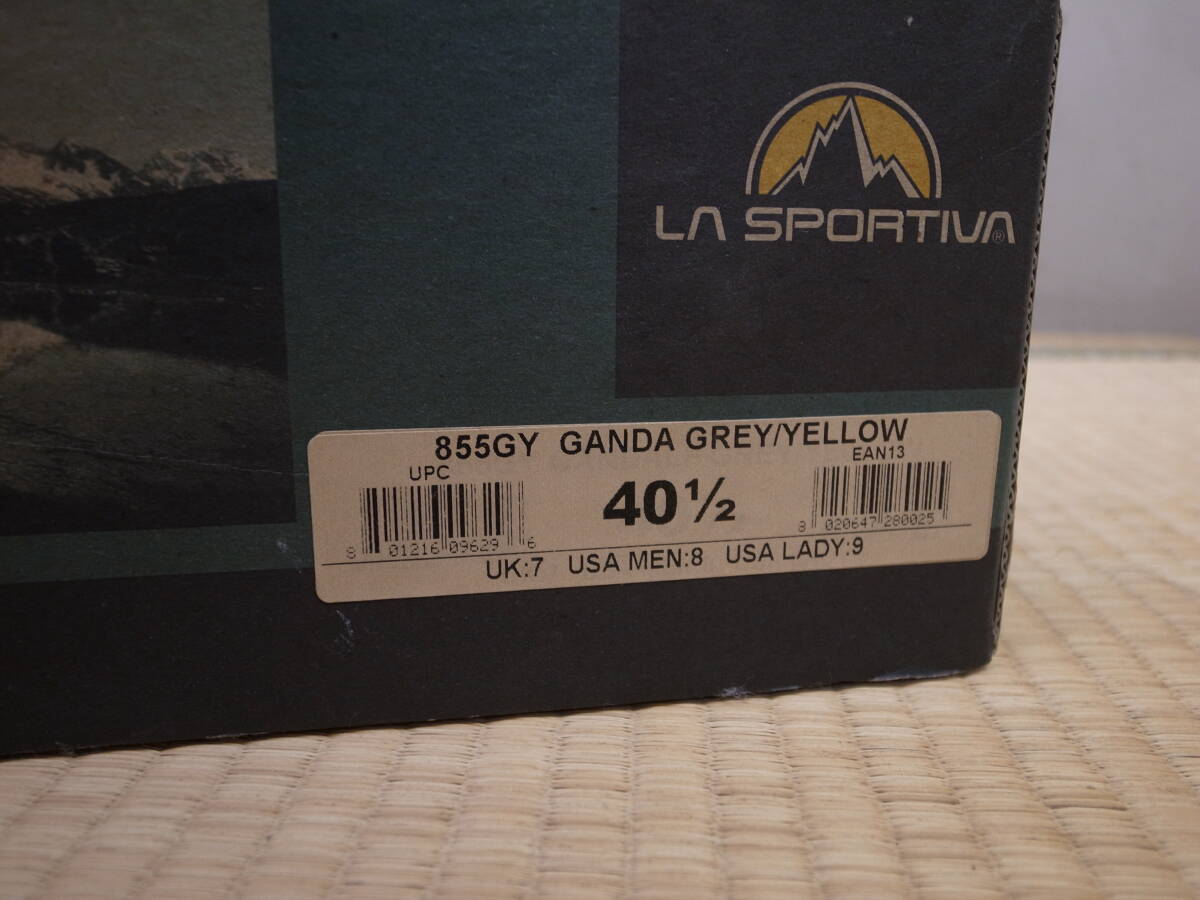 LA SPORTIVA®
855GY GANDA GREY/YELLOW
UPC
EAN13
40½
8 01216 09629 6
8 020647 280025
UK:7 USA MEN:8 USA LADY:9